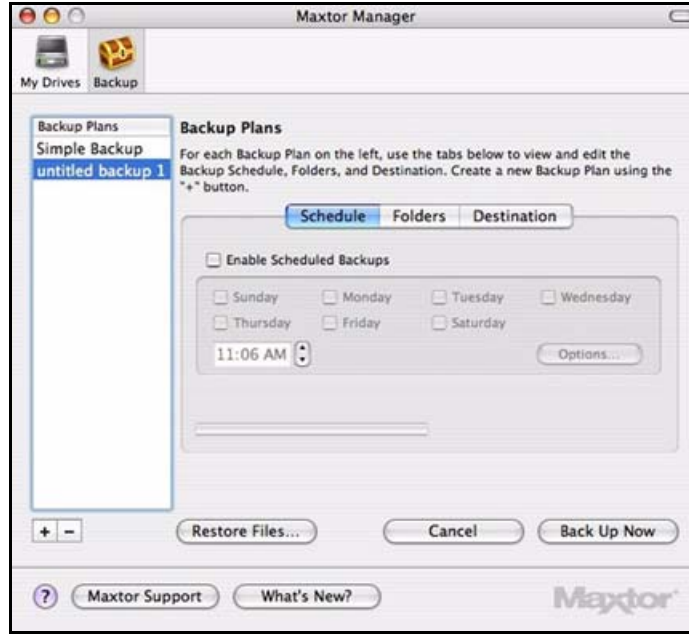 Maxtor Manager
My Drives Backup
Backup Plans
Simple Backup
untitled backup 1
Backup Plans
For each Backup Plan on the left, use the tabs below to view and edit the
Backup Schedule, Folders, and Destination. Create a new Backup Plan using the
"+" button.
Schedule Folders Destination
Enable Scheduled Backups
Sunday Monday Tuesday Wednesday
Thursday Friday Saturday
11:06 AM Options...
+ −
Restore Files... Cancel Back Up Now
? Maxtor Support What's New? Maxtor